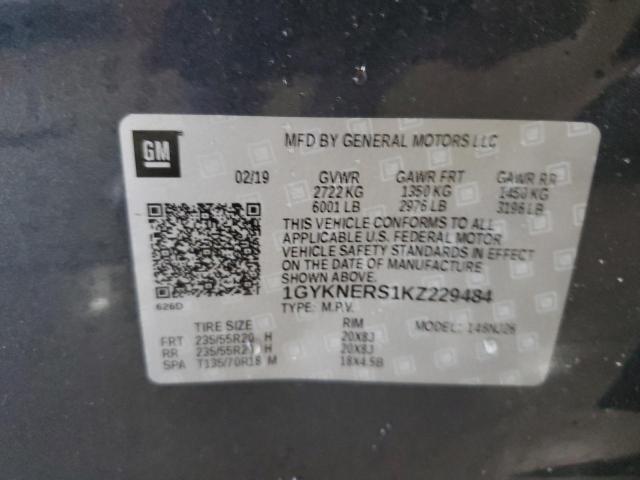 GM
MFD BY GENERAL MOTORS LLC
02/19 GVWR GAWR FRT GAWR RR
2722 KG 1350 KG 1450 KG
6001 LB 2976 LB 3196 LB
THIS VEHICLE CONFORMS TO ALL
APPLICABLE U.S. FEDERAL MOTOR
VEHICLE SAFETY STANDARDS IN EFFECT
ON THE DATE OF MANUFACTURE
SHOWN ABOVE.
626D
1GYKNERS1KZ229484
TYPE: M.P.V.
TIRE SIZE RIM MODEL:
FRT 235/55R20 H 20X8J
RR 235/55R20 H 20X8J
SPA T135/70R18 M 18X4.5B